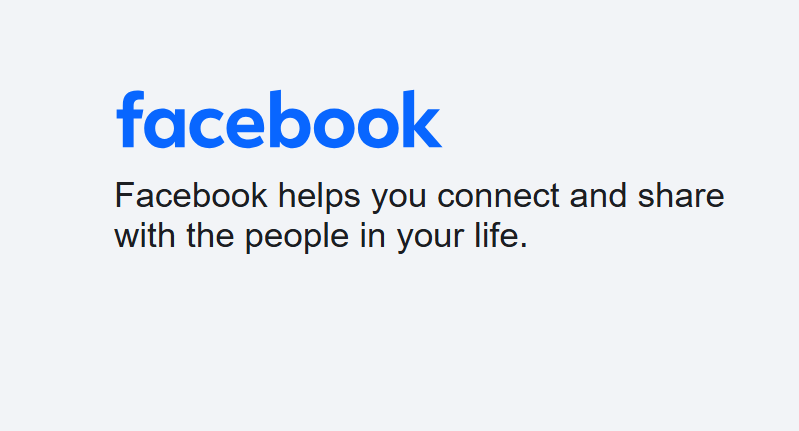 facebook
Facebook helps you connect and share
with the people in your life.